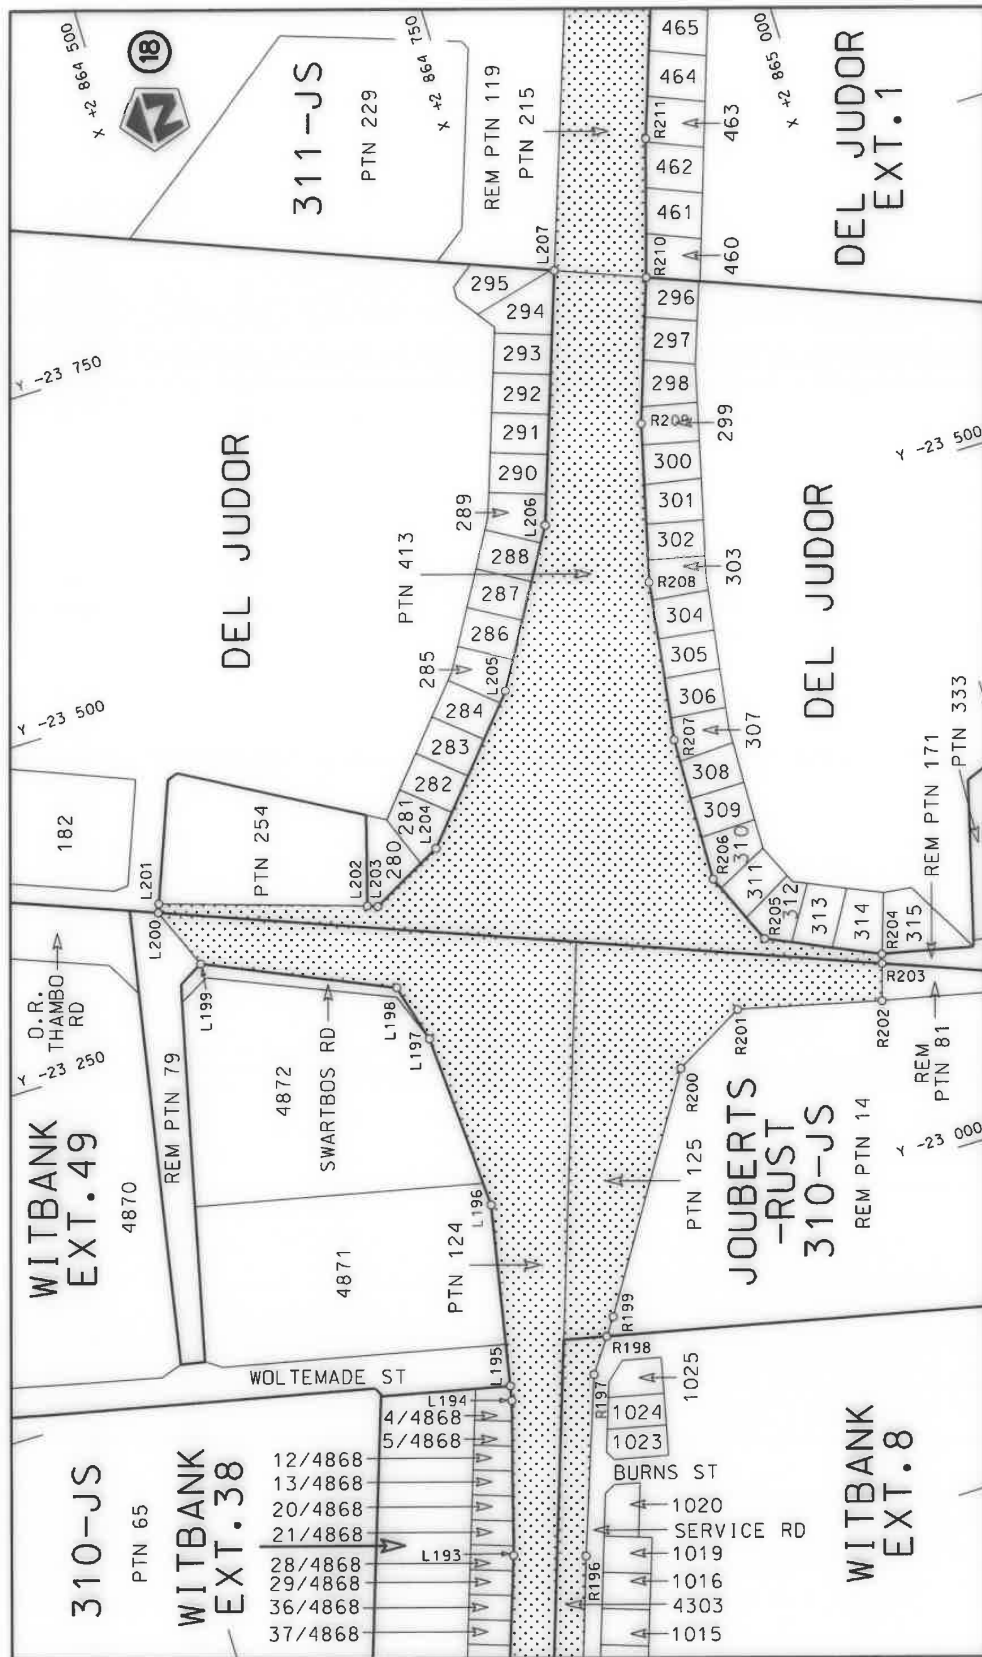 X +2 864 500
18
311-JS
PTN 229
X +2 864 750
REM PTN 119
PTN 215
L207
465
464
R211
463
X +2 865 000
462
461
R210
460
DEL JUDOR
EXT.1
Y -23 750
295
294
293
292
291
290
289
L206
288
287
286
285
L205
284
283
282
281
L204
280
DEL JUDOR
PTN 413
296
297
298
R209
299
300
301
302
303
R208
304
305
306
R207
307
308
309
R206
310
311
R205
312
313
314
R204
315
Y -23 500
DEL JUDOR
Y -23 500
182
L201
PTN 254
L202
L203
L200
REM PTN 171
PTN 333
R203
O.R.
THAMBO
RD
L199
SWARTBOS RD
L198
L197
R201
R202
REM
PTN 81
R200
Y -23 250
WITBANK
EXT.49
4870
REM PTN 79
4872
L196
4871
PTN 124
PTN 125
JOUBERTS
-RUST
310-JS
REM PTN 14
Y -23 000
R199
R198
R197
WOLTEMADE ST
L195
L194
4/4868
5/4868
12/4868
13/4868
20/4868
21/4868
L193
28/4868
29/4868
36/4868
37/4868
310-JS
PTN 65
WITBANK
EXT.38
1025
1024
1023
BURNS ST
1020
SERVICE RD
R196
1019
1016
4303
1015
WITBANK
EXT.8